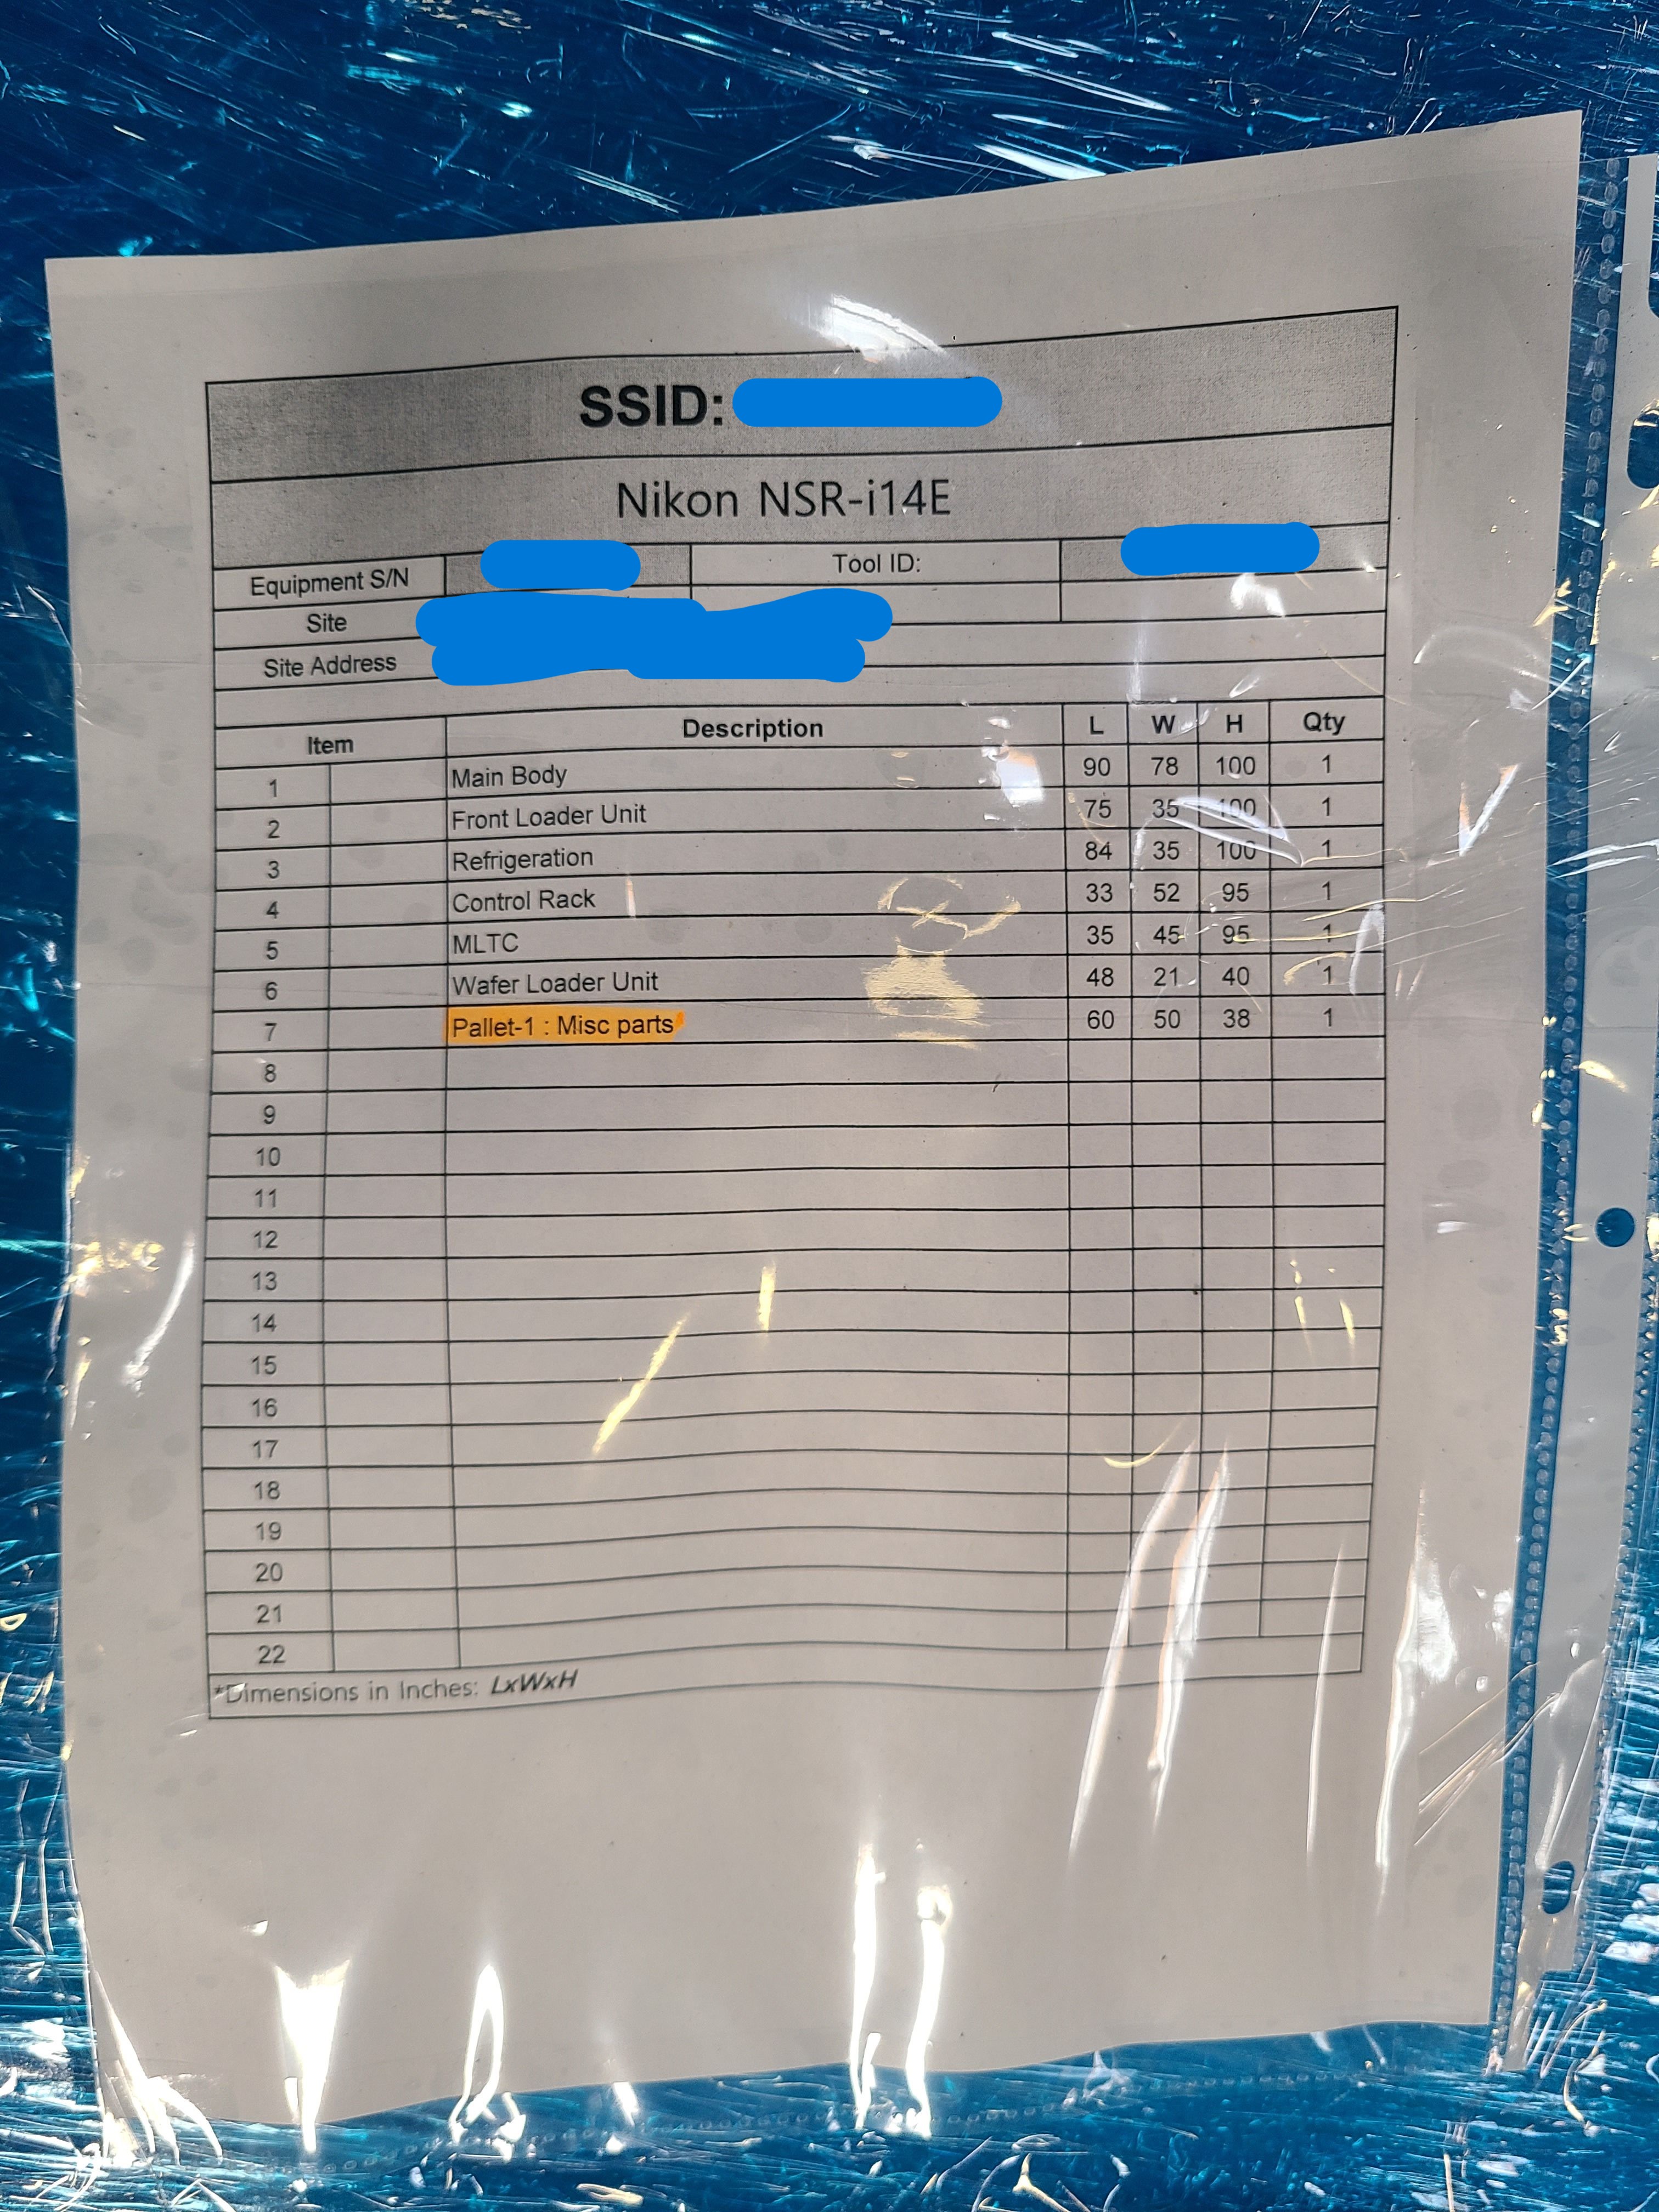 SSID:
Nikon NSR-i14E
Equipment S/N Tool ID:
Site
Site Address
Item Description L W H Qty
1 Main Body 90 78 100 1
2 Front Loader Unit 75 35 100 1
3 Refrigeration 84 35 100 1
4 Control Rack 33 52 95 1
5 MLTC 35 45 95 1
6 Wafer Loader Unit 48 21 40 1
7 Pallet-1 : Misc parts 60 50 38 1
8
9
10
11
12
13
14
15
16
17
18
19
20
21
22
*Dimensions in Inches: LxWxH